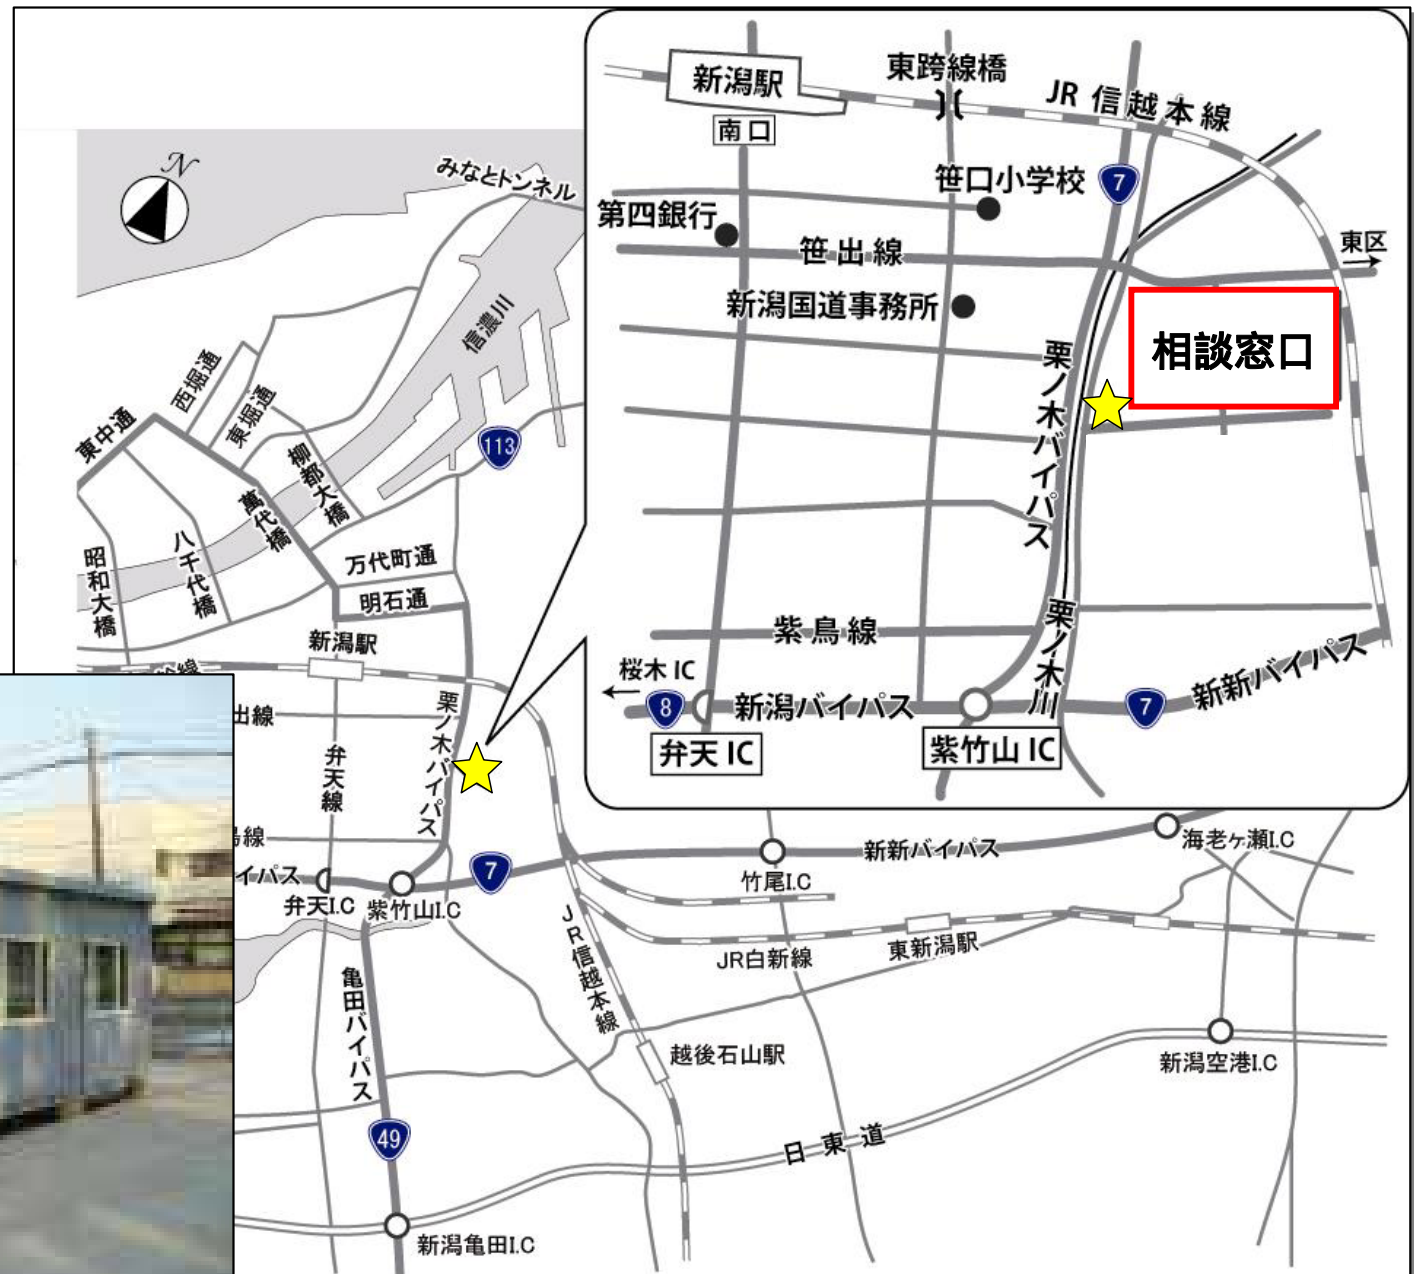 新潟駅
南口
東跨線橋
JR 信越本線
笹口小学校
7
第四銀行
笹出線
東区
新潟国道事務所
相談窓口
栗ノ木バイパス
紫鳥線
栗ノ木川
桜木 IC
8
新潟バイパス
7
新新バイパス
弁天 IC
紫竹山 IC
N
みなとトンネル
信濃川
西堀通
東堀通
東中通
柳都大橋
113
萬代橋
八千代橋
昭和大橋
万代町通
明石通
新潟駅
出線
栗ノ木バイパス
弁天線
鳥線
イパス
弁天I.C
紫竹山I.C
7
新新バイパス
竹尾I.C
海老ヶ瀬I.C
JR信越本線
JR白新線
東新潟駅
亀田バイパス
越後石山駅
新潟空港I.C
49
日東道
新潟亀田I.C